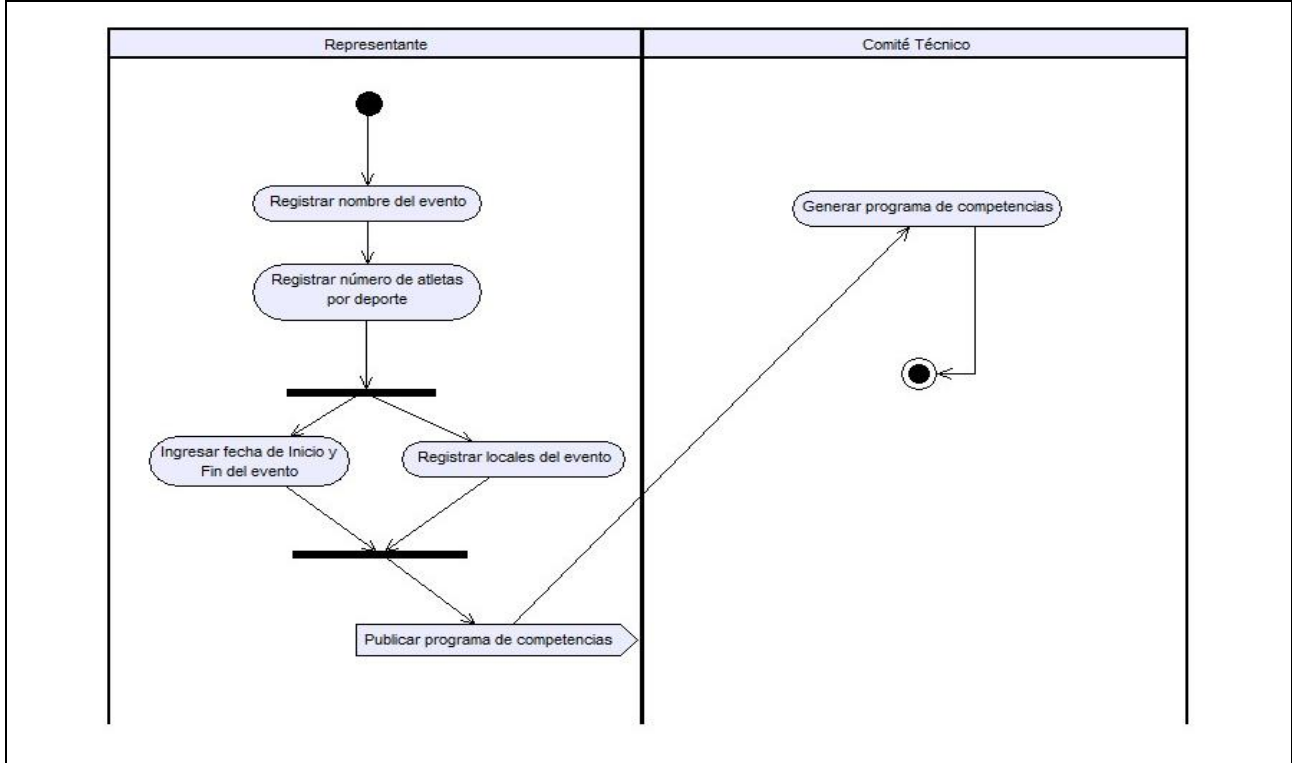 Representante
Comité Técnico
Registrar nombre del evento
Generar programa de competencias
Registrar número de atletas
por deporte
Ingresar fecha de Inicio y
Fin del evento
Registrar locales del evento
Publicar programa de competencias